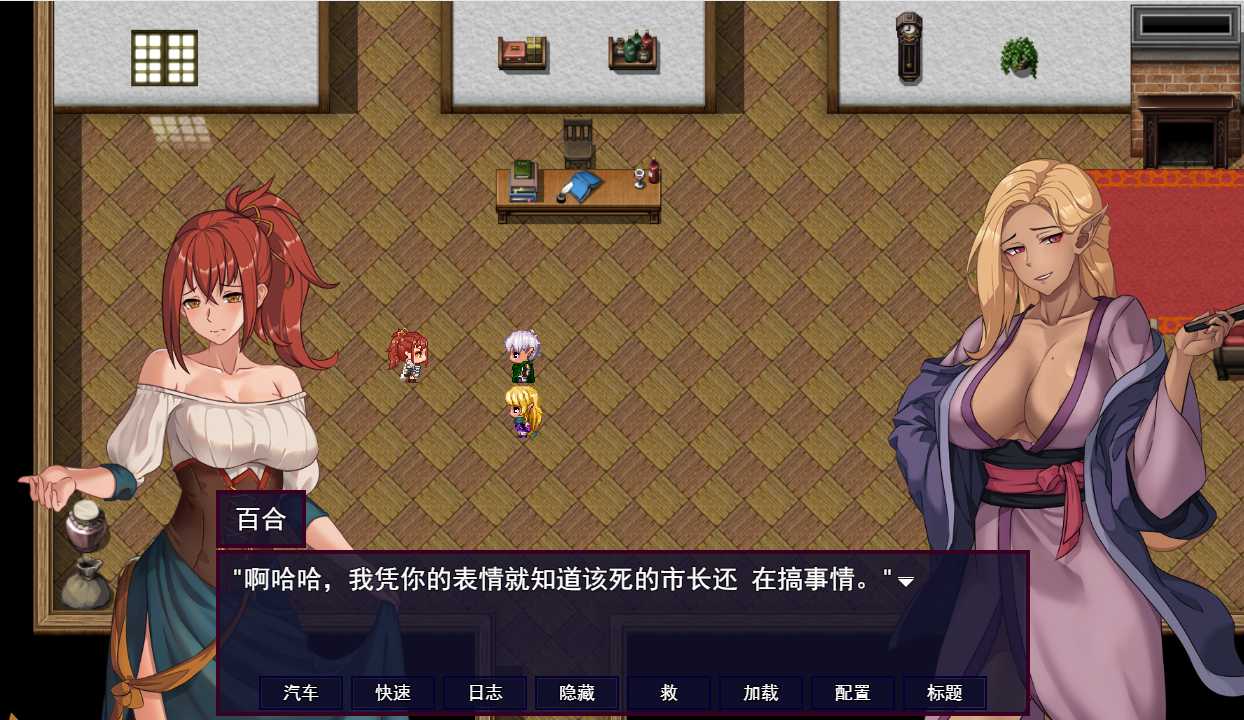 百合
"啊哈哈，我凭你的表情就知道该死的市长还 在搞事情。"
汽车 快速 日志 隐藏 救 加载 配置 标题